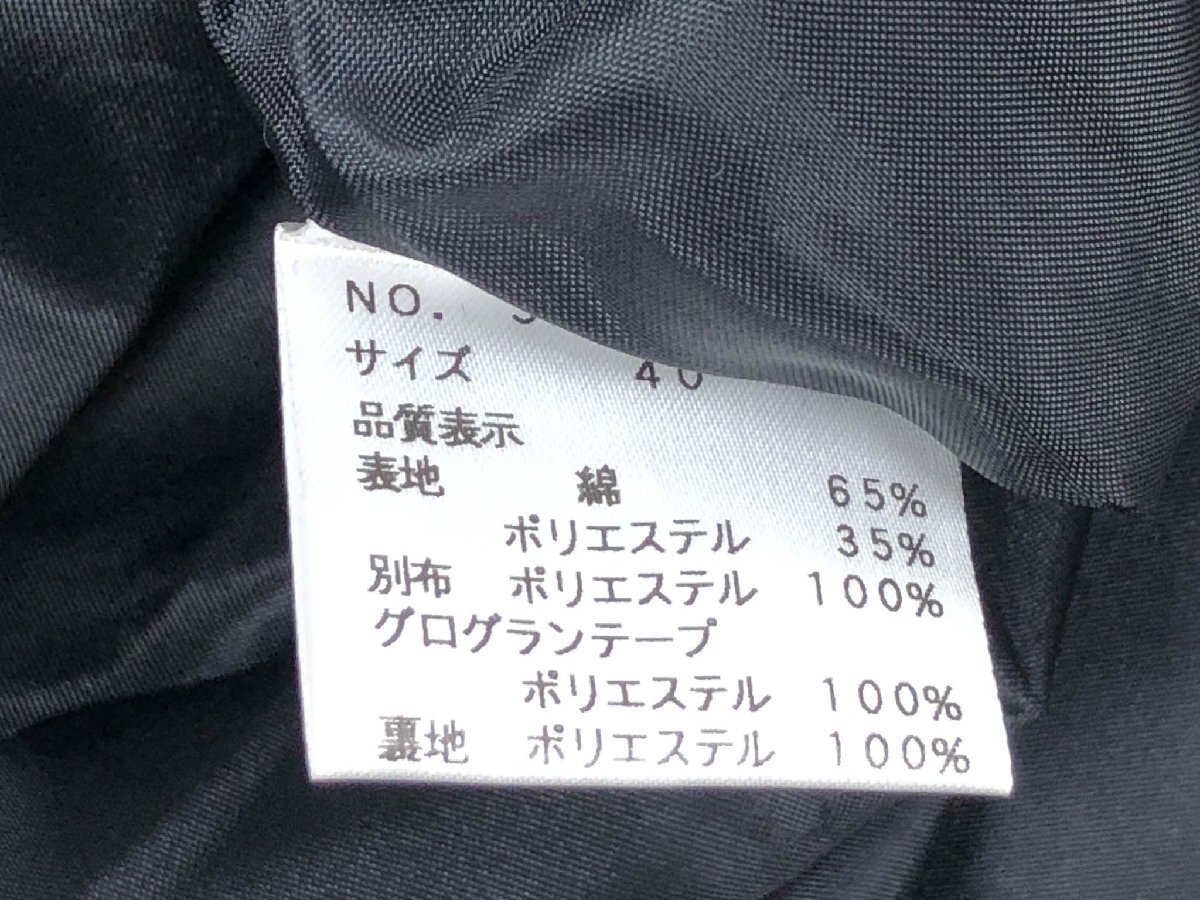 NO.
サイズ 40
品質表示
表地 綿 65%
ポリエステル 35%
別布 ポリエステル 100%
グログランテープ
ポリエステル 100%
裏地 ポリエステル 100%